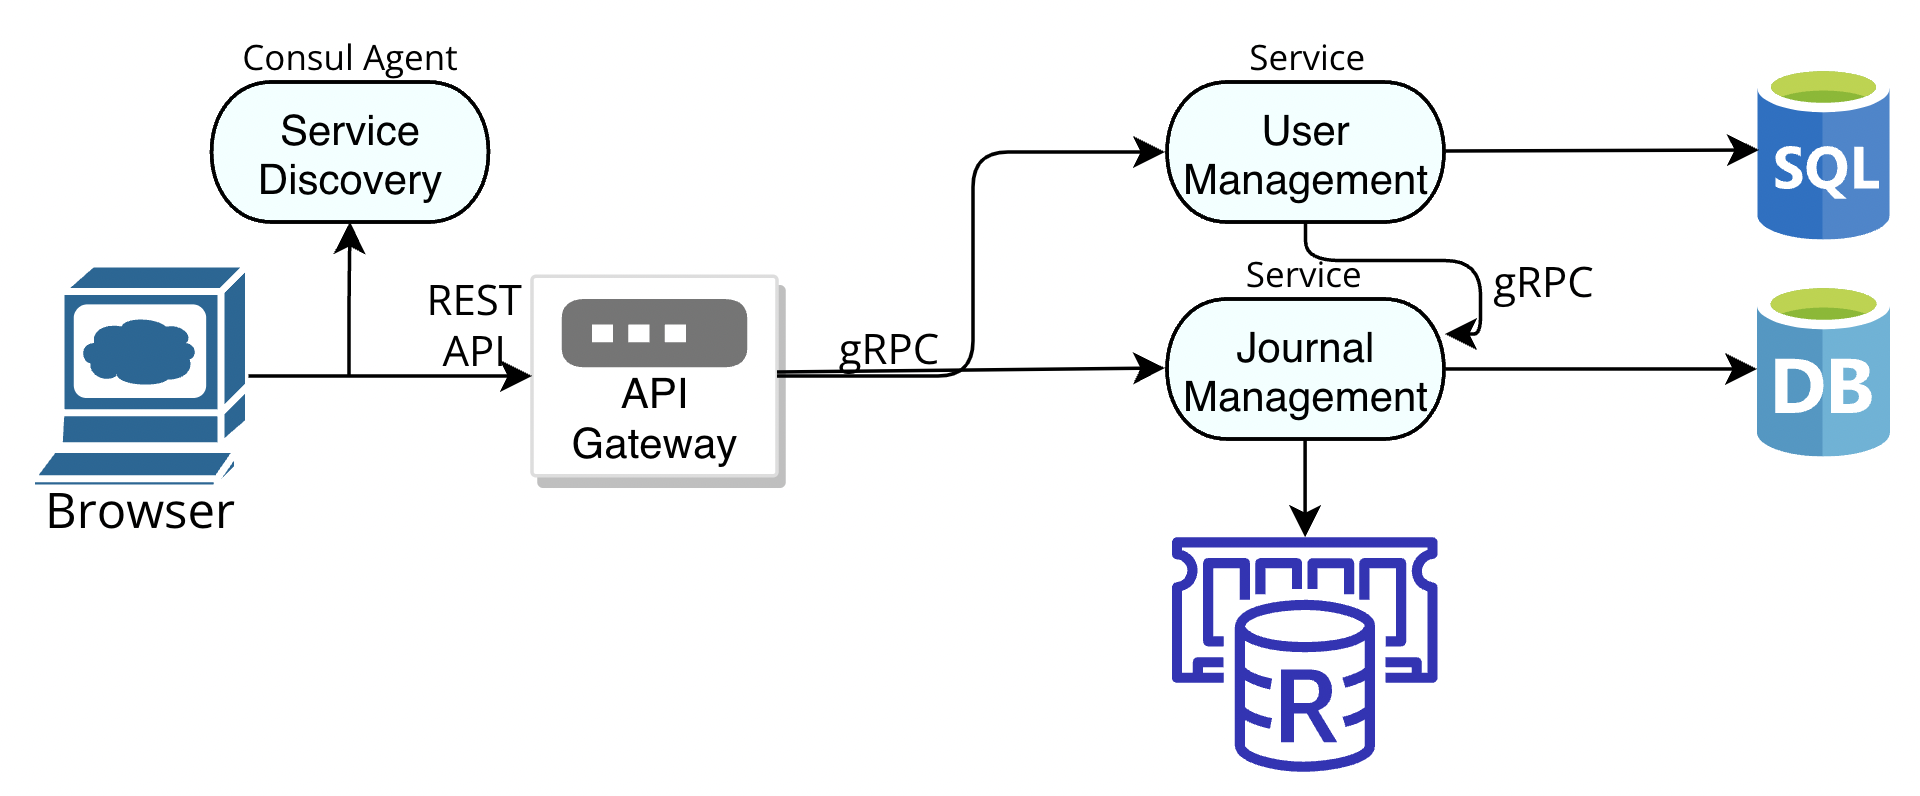 Consul Agent
Service
Discovery
Service
User
Management
SQL
REST
API
API
Gateway
gRPC
Service
gRPC
Journal
Management
DB
Browser
R